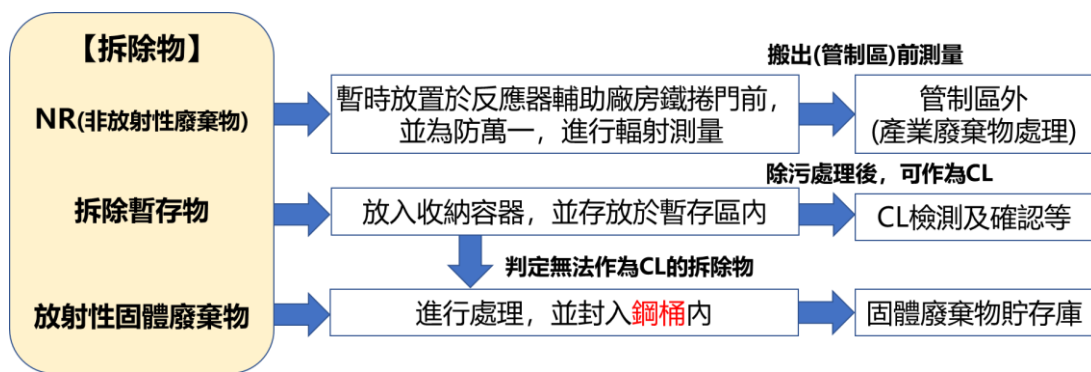 【拆除物】
搬出(管制區)前測量
NR(非放射性廢棄物)
暫時放置於反應器輔助廠房鐵捲門前，
並為防萬一，進行輻射測量
管制區外
(產業廢棄物處理)
除污處理後，可作為CL
拆除暫存物
放入收納容器，並存放於暫存區內
CL檢測及確認等
判定無法作為CL的拆除物
放射性固體廢棄物
進行處理，並封入鋼桶內
固體廢棄物貯存庫